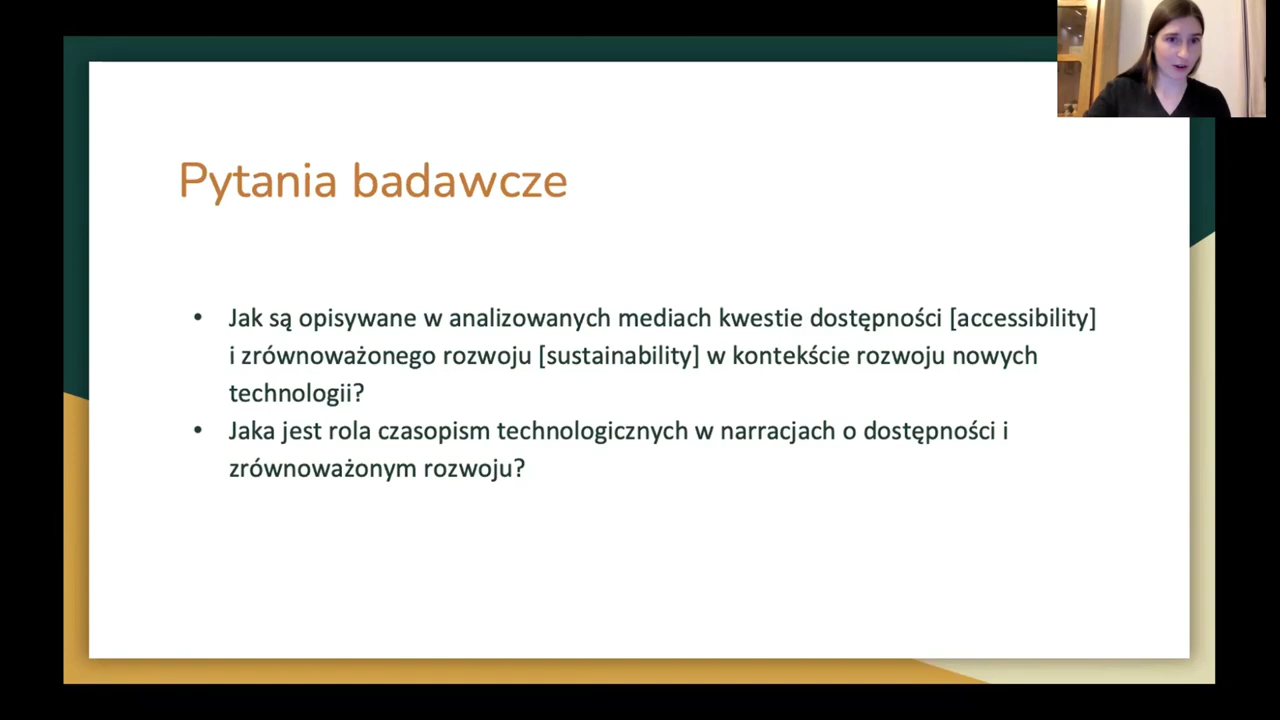 Pytania badawcze
• Jak są opisywane w analizowanych mediach kwestie dostępności [accessibility]
i zrównoważonego rozwoju [sustainability] w kontekście rozwoju nowych
technologii?
• Jaka jest rola czasopism technologicznych w narracjach o dostępności i
zrównoważonym rozwoju?